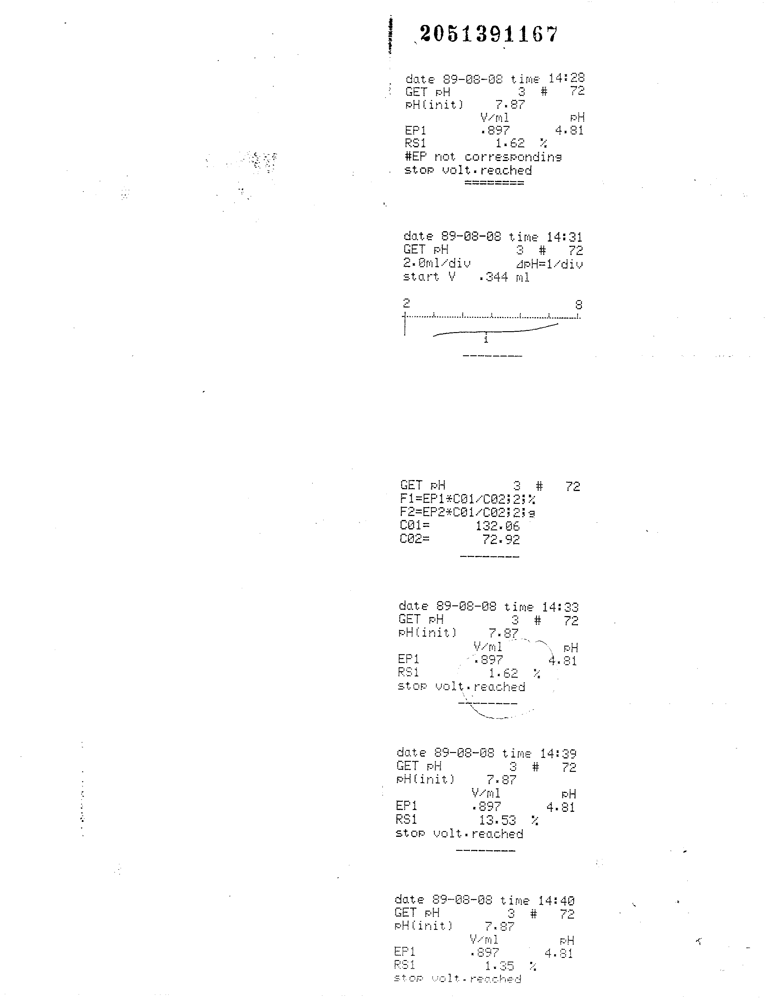 2051391167
date 89-08-08 time 14:28
GET pH 3 # 72
pH(init) 7.87
V/ml pH
EP1 .897 4.81
RS1 1.62 %
#EP not corresponding
stop volt.reached
========
date 89-08-08 time 14:31
GET pH 3 # 72
2.0ml/div ΔpH=1/div
start V .344 ml
2 8
1
--------
GET pH 3 # 72
F1=EP1*C01/C02;2;%
F2=EP2*C01/C02;2;g
C01= 132.06
C02= 72.92
--------
date 89-08-08 time 14:33
GET pH 3 # 72
pH(init) 7.87
V/ml pH
EP1 .897 4.81
RS1 1.62 %
stop volt.reached
--------
date 89-08-08 time 14:39
GET pH 3 # 72
pH(init) 7.87
V/ml pH
EP1 .897 4.81
RS1 13.53 %
stop volt.reached
--------
date 89-08-08 time 14:40
GET pH 3 # 72
pH(init) 7.87
V/ml pH
EP1 .897 4.81
RS1 1.35 %
stop volt.reached